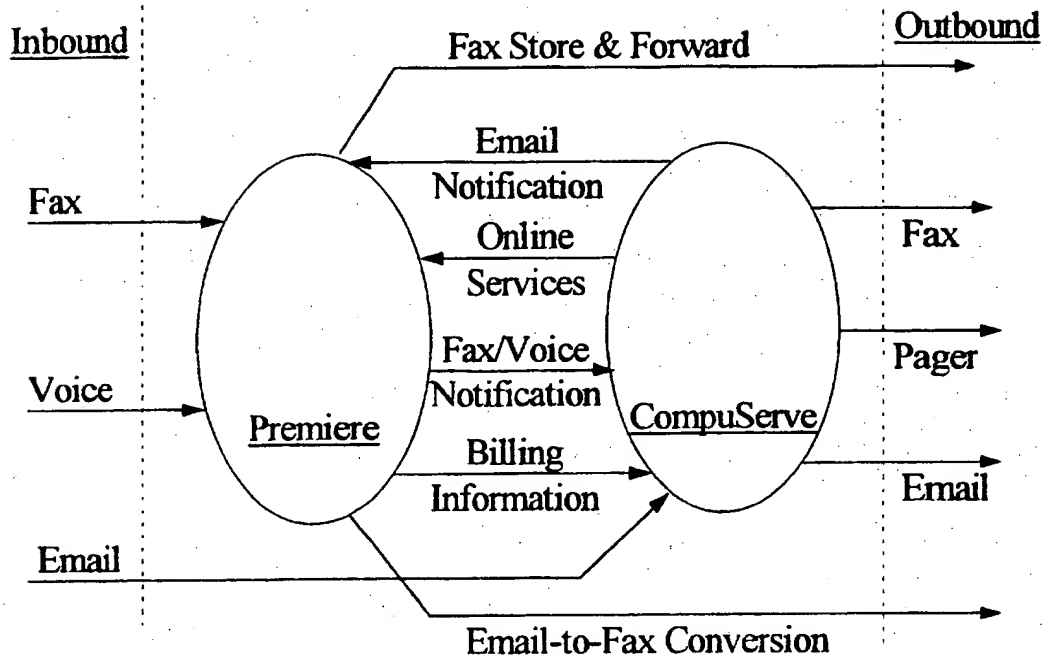 Inbound
Outbound
Fax Store & Forward
Email
Notification
Fax
Fax
Online
Services
Pager
Fax/Voice
Notification
Voice
Premiere
CompuServe
Billing
Information
Email
Email
Email-to-Fax Conversion